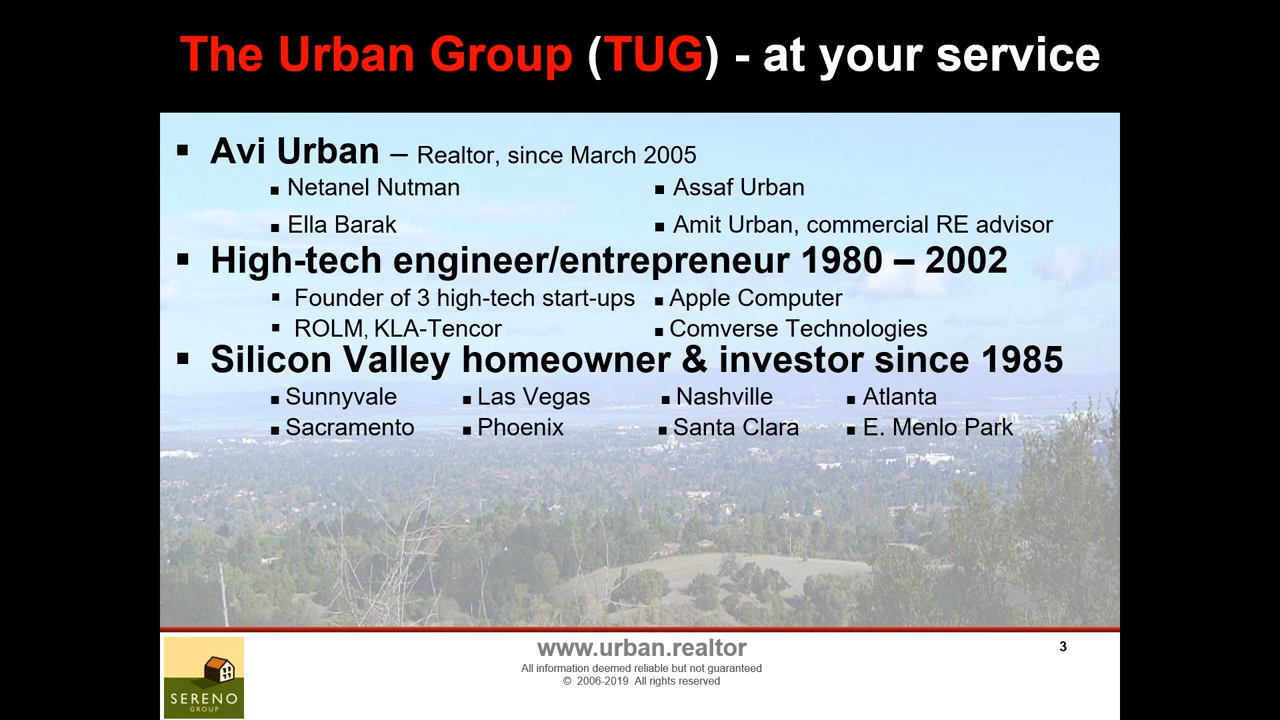 The Urban Group (TUG) - at your service
▪ Avi Urban – Realtor, since March 2005
▪ Netanel Nutman ▪ Assaf Urban
▪ Ella Barak ▪ Amit Urban, commercial RE advisor
▪ High-tech engineer/entrepreneur 1980 – 2002
▪ Founder of 3 high-tech start-ups ▪ Apple Computer
▪ ROLM, KLA-Tencor ▪ Comverse Technologies
▪ Silicon Valley homeowner & investor since 1985
▪ Sunnyvale ▪ Las Vegas ▪ Nashville ▪ Atlanta
▪ Sacramento ▪ Phoenix ▪ Santa Clara ▪ E. Menlo Park
www.urban.realtor
3
All information deemed reliable but not guaranteed
© 2006-2019 All rights reserved
SERENO
GROUP